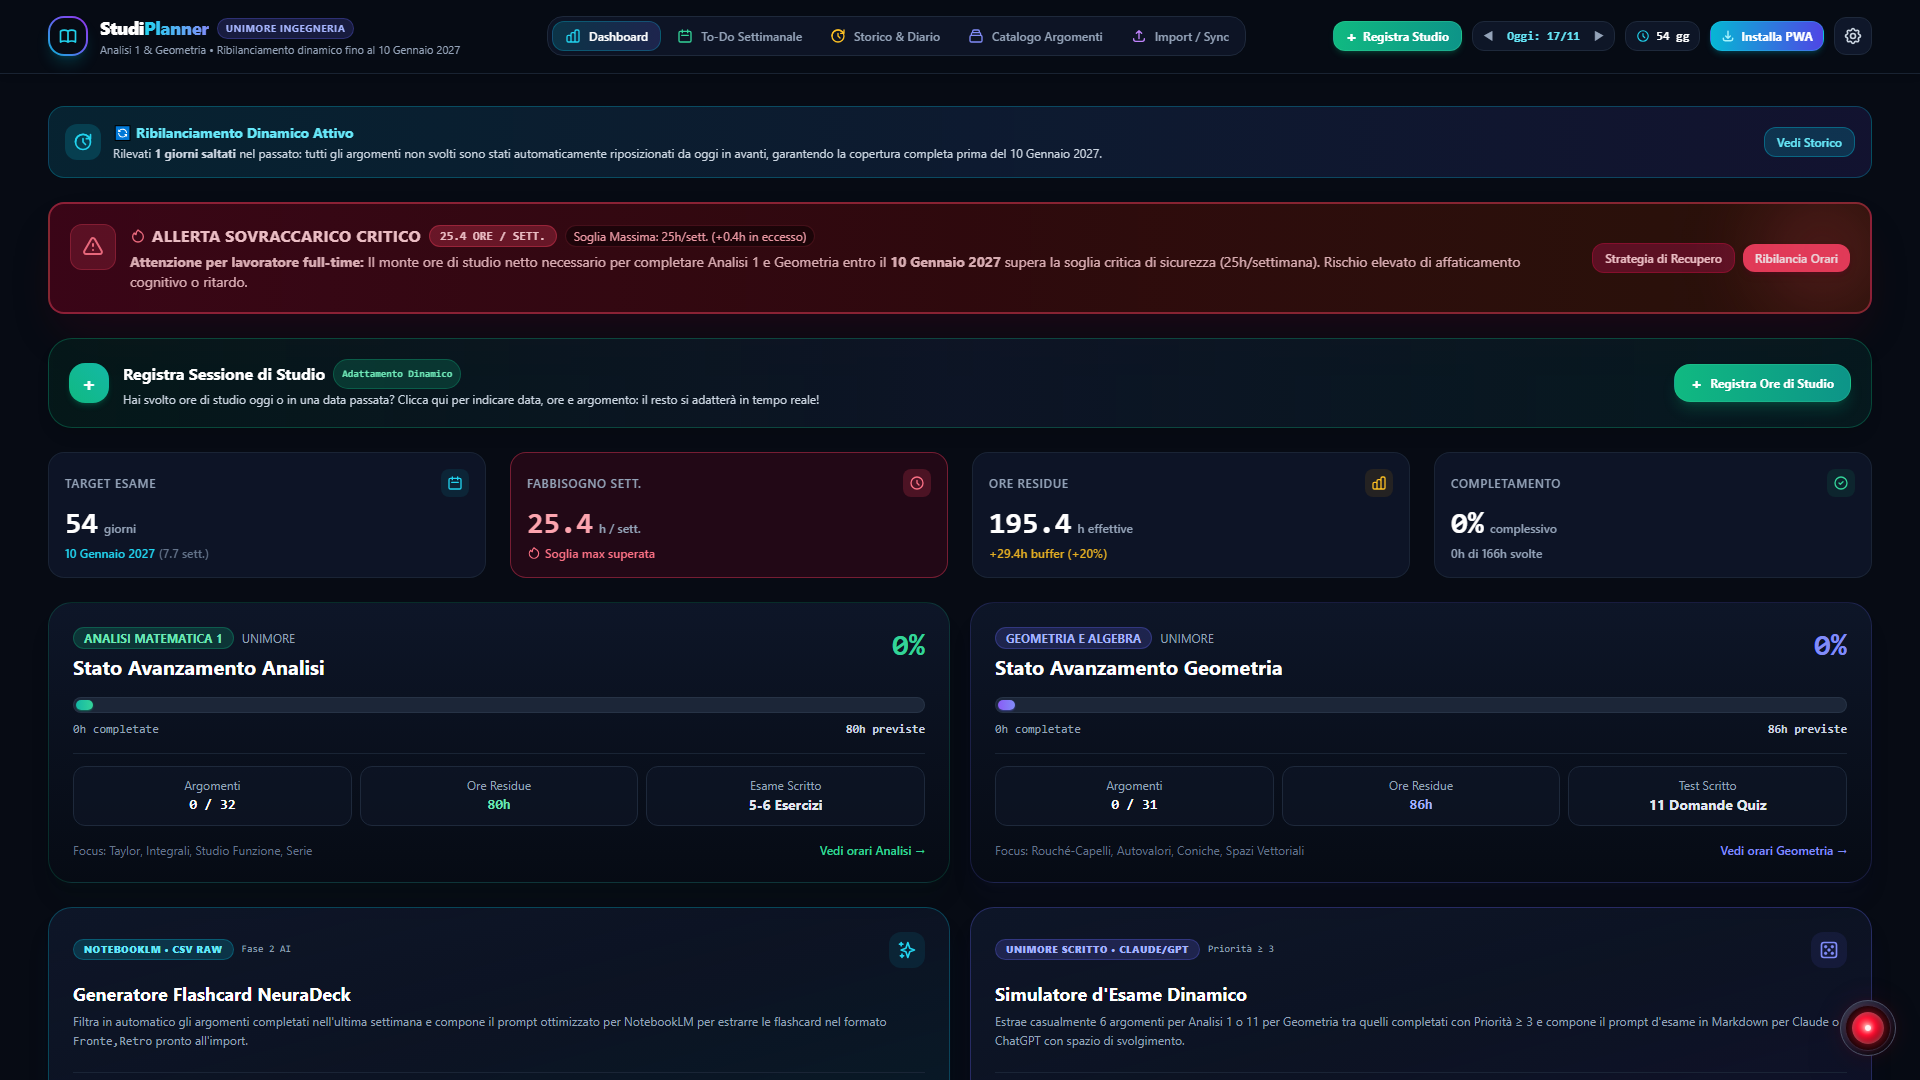 StudiPlanner UNIMORE INGEGNERIA
Analisi 1 & Geometria • Ribilanciamento dinamico fino al 10 Gennaio 2027
Dashboard To-Do Settimanale Storico & Diario Catalogo Argomenti Import / Sync
+ Registra Studio ◀ Oggi: 17/11 ▶ 54 gg Installa PWA
Ribilanciamento Dinamico Attivo
Rilevati 1 giorni saltati nel passato: tutti gli argomenti non svolti sono stati automaticamente riposizionati da oggi in avanti, garantendo la copertura completa prima del 10 Gennaio 2027.
Vedi Storico
ALLERTA SOVRACCARICO CRITICO 25.4 ORE / SETT. Soglia Massima: 25h/sett. (+0.4h in eccesso)
Attenzione per lavoratore full-time: Il monte ore di studio netto necessario per completare Analisi 1 e Geometria entro il 10 Gennaio 2027 supera la soglia critica di sicurezza (25h/settimana). Rischio elevato di affaticamento
cognitivo o ritardo.
Strategia di Recupero Ribilancia Orari
+ Registra Sessione di Studio Adattamento Dinamico
Hai svolto ore di studio oggi o in una data passata? Clicca qui per indicare data, ore e argomento: il resto si adatterà in tempo reale!
+ Registra Ore di Studio
TARGET ESAME
54 giorni
10 Gennaio 2027 (7.7 sett.)
FABBISOGNO SETT.
25.4 h / sett.
Soglia max superata
ORE RESIDUE
195.4 h effettive
+29.4h buffer (+20%)
COMPLETAMENTO
0% complessivo
0h di 166h svolte
ANALISI MATEMATICA 1 UNIMORE
Stato Avanzamento Analisi
0%
0h completate 80h previste
Argomenti
0 / 32
Ore Residue
80h
Esame Scritto
5-6 Esercizi
Focus: Taylor, Integrali, Studio Funzione, Serie
Vedi orari Analisi →
GEOMETRIA E ALGEBRA UNIMORE
Stato Avanzamento Geometria
0%
0h completate 86h previste
Argomenti
0 / 31
Ore Residue
86h
Test Scritto
11 Domande Quiz
Focus: Rouché-Capelli, Autovalori, Coniche, Spazi Vettoriali
Vedi orari Geometria →
NOTEBOOKLM • CSV RAW Fase 2 AI
Generatore Flashcard NeuraDeck
Filtra in automatico gli argomenti completati nell'ultima settimana e compone il prompt ottimizzato per NotebookLM per estrarre le flashcard nel formato
Fronte,Retro pronto all'import.
UNIMORE SCRITTO • CLAUDE/GPT Priorità ≥ 3
Simulatore d'Esame Dinamico
Estrae casualmente 6 argomenti per Analisi 1 o 11 per Geometria tra quelli completati con Priorità ≥ 3 e compone il prompt d'esame in Markdown per Claude o
ChatGPT con spazio di svolgimento.